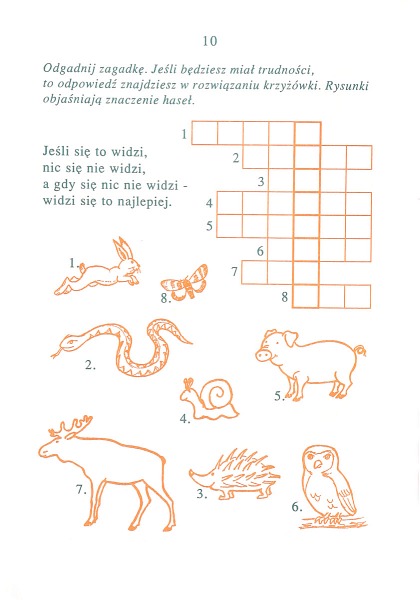 10
Odgadnij zagadkę. Jeśli będziesz miał trudności,
to odpowiedź znajdziesz w rozwiązaniu krzyżówki. Rysunki
objaśniają znaczenie haseł.
Jeśli się to widzi,
nic się nie widzi,
a gdy się nic nie widzi -
widzi się to najlepiej.
1
2
3
4
5
6
7
8
1.
8.
2.
4.
5.
7.
3.
6.